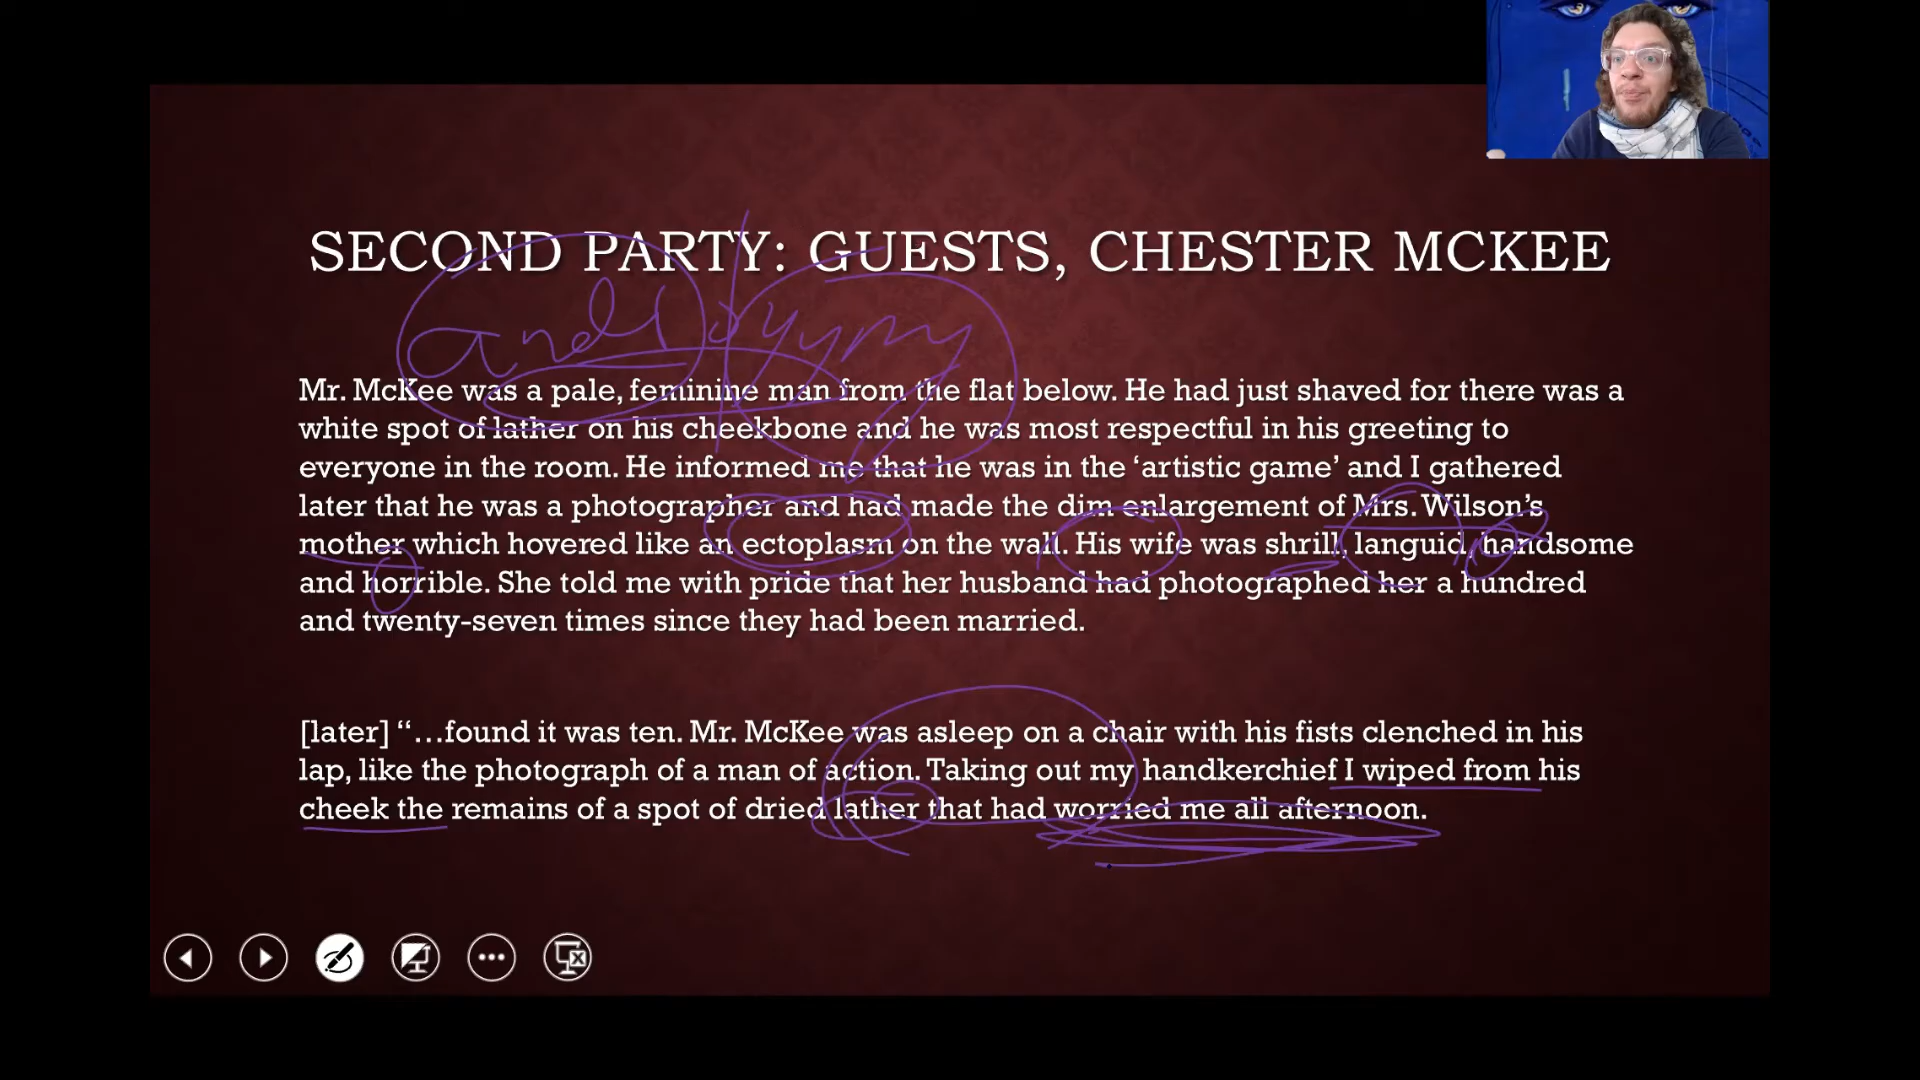 SECOND PARTY: GUESTS, CHESTER MCKEE
androgyny
Mr. McKee was a pale, feminine man from the flat below. He had just shaved for there was a
white spot of lather on his cheekbone and he was most respectful in his greeting to
everyone in the room. He informed me that he was in the ‘artistic game’ and I gathered
later that he was a photographer and had made the dim enlargement of Mrs. Wilson’s
mother which hovered like an ectoplasm on the wall. His wife was shrill, languid, handsome
and horrible. She told me with pride that her husband had photographed her a hundred
and twenty-seven times since they had been married.
[later] “…found it was ten. Mr. McKee was asleep on a chair with his fists clenched in his
lap, like the photograph of a man of action. Taking out my handkerchief I wiped from his
cheek the remains of a spot of dried lather that had worried me all afternoon.